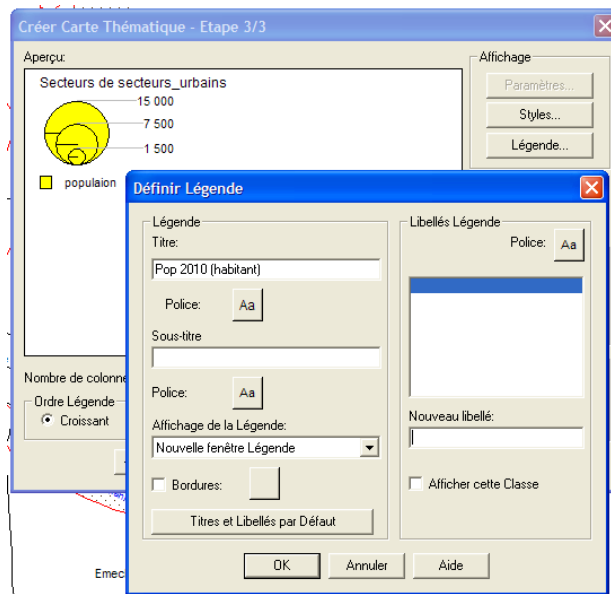 Créer Carte Thématique - Etape 3/3
Aperçu:
Secteurs de secteurs_urbains
15 000
7 500
1 500
populaion
Affichage
Paramètres...
Styles...
Légende...
Nombre de colonne
Ordre Légende
Croissant
Emec
Définir Légende
Légende
Titre:
Pop 2010 (habitant)
Police:
Aa
Sous-titre
Police:
Aa
Affichage de la Légende:
Nouvelle fenêtre Légende
Bordures:
Titres et Libellés par Défaut
Libellés Légende
Police:
Aa
Nouveau libellé:
Afficher cette Classe
OK
Annuler
Aide